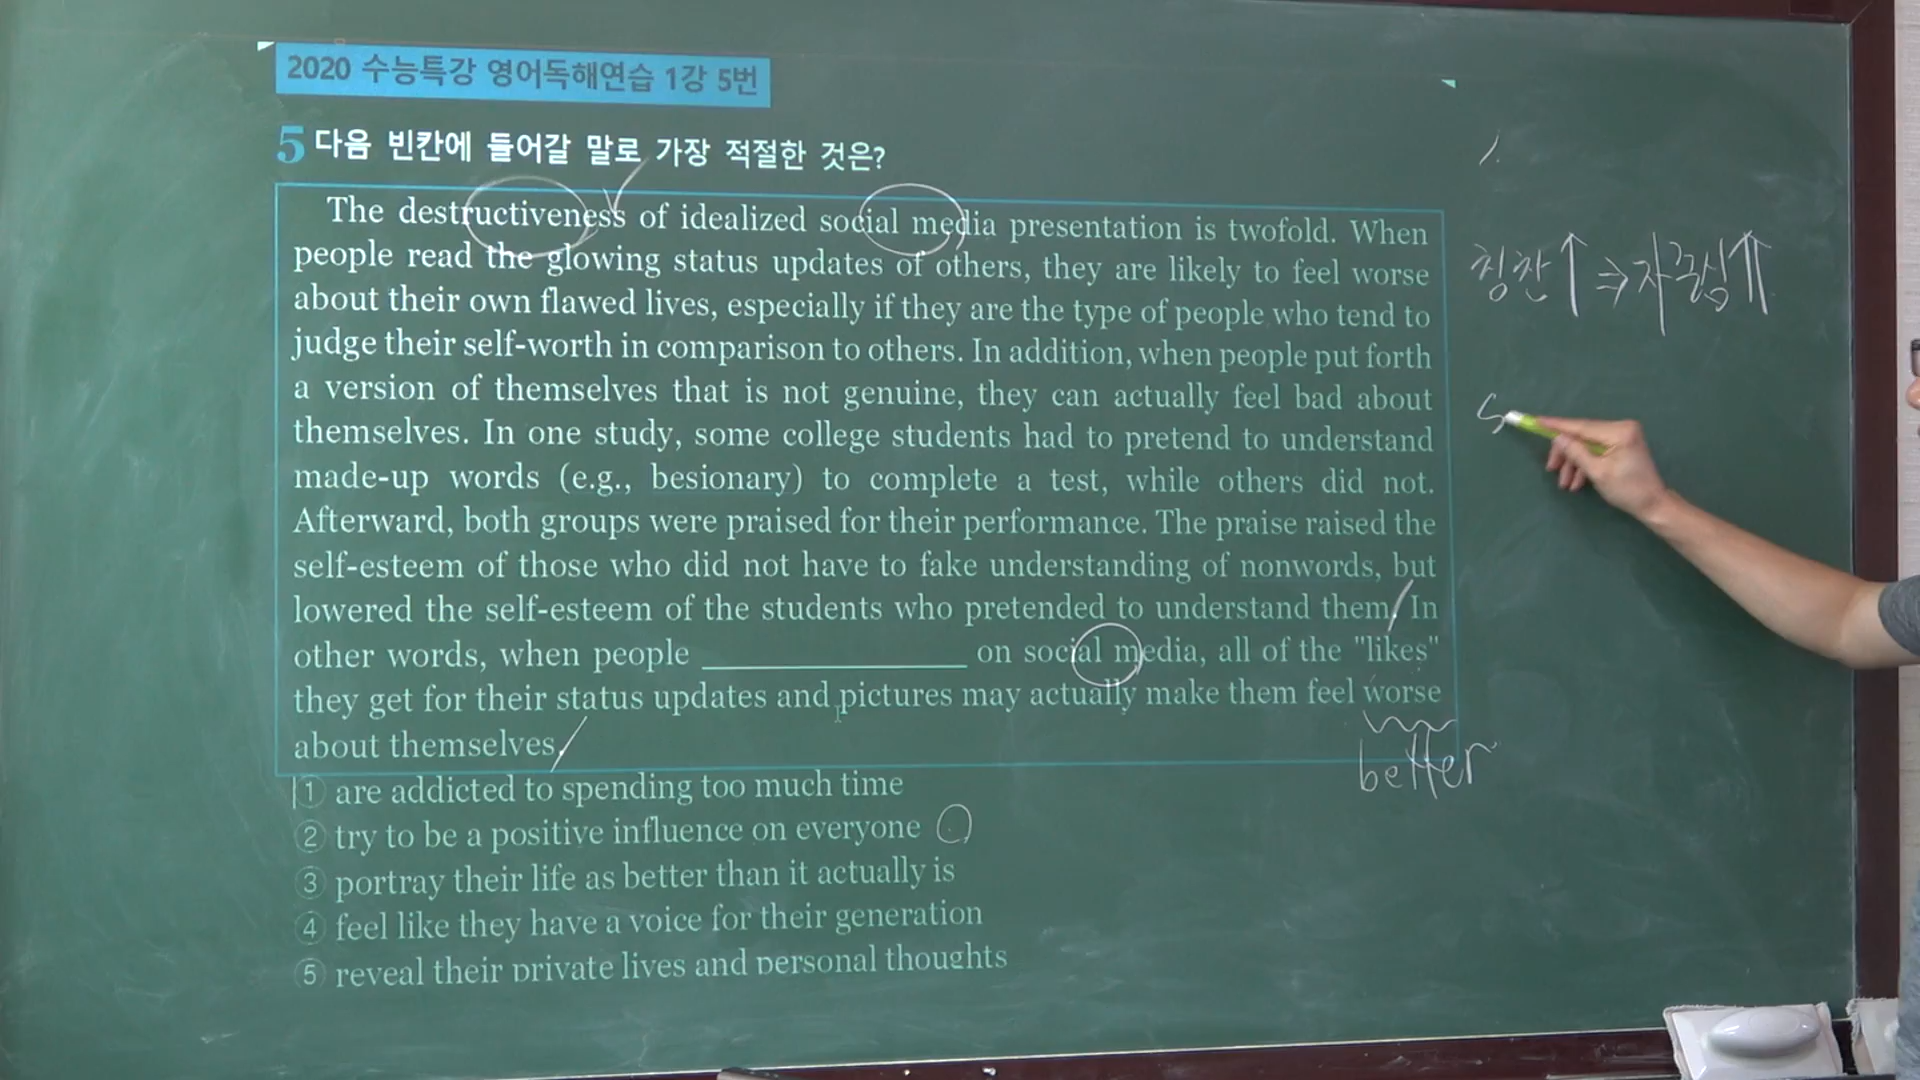 2020 수능특강 영어독해연습 1강 5번
5 다음 빈칸에 들어갈 말로 가장 적절한 것은?
The destructiveness of idealized social media presentation is twofold. When
people read the glowing status updates of others, they are likely to feel worse
about their own flawed lives, especially if they are the type of people who tend to
judge their self-worth in comparison to others. In addition, when people put forth
a version of themselves that is not genuine, they can actually feel bad about
themselves. In one study, some college students had to pretend to understand
made-up words (e.g., besionary) to complete a test, while others did not.
Afterward, both groups were praised for their performance. The praise raised the
self-esteem of those who did not have to fake understanding of nonwords, but
lowered the self-esteem of the students who pretended to understand them. In
other words, when people ____________ on social media, all of the "likes"
they get for their status updates and pictures may actually make them feel worse
about themselves.
better
① are addicted to spending too much time
② try to be a positive influence on everyone
③ portray their life as better than it actually is
④ feel like they have a voice for their generation
⑤ reveal their private lives and personal thoughts
칭찬↑ ⇒ 자긍심⇑
S